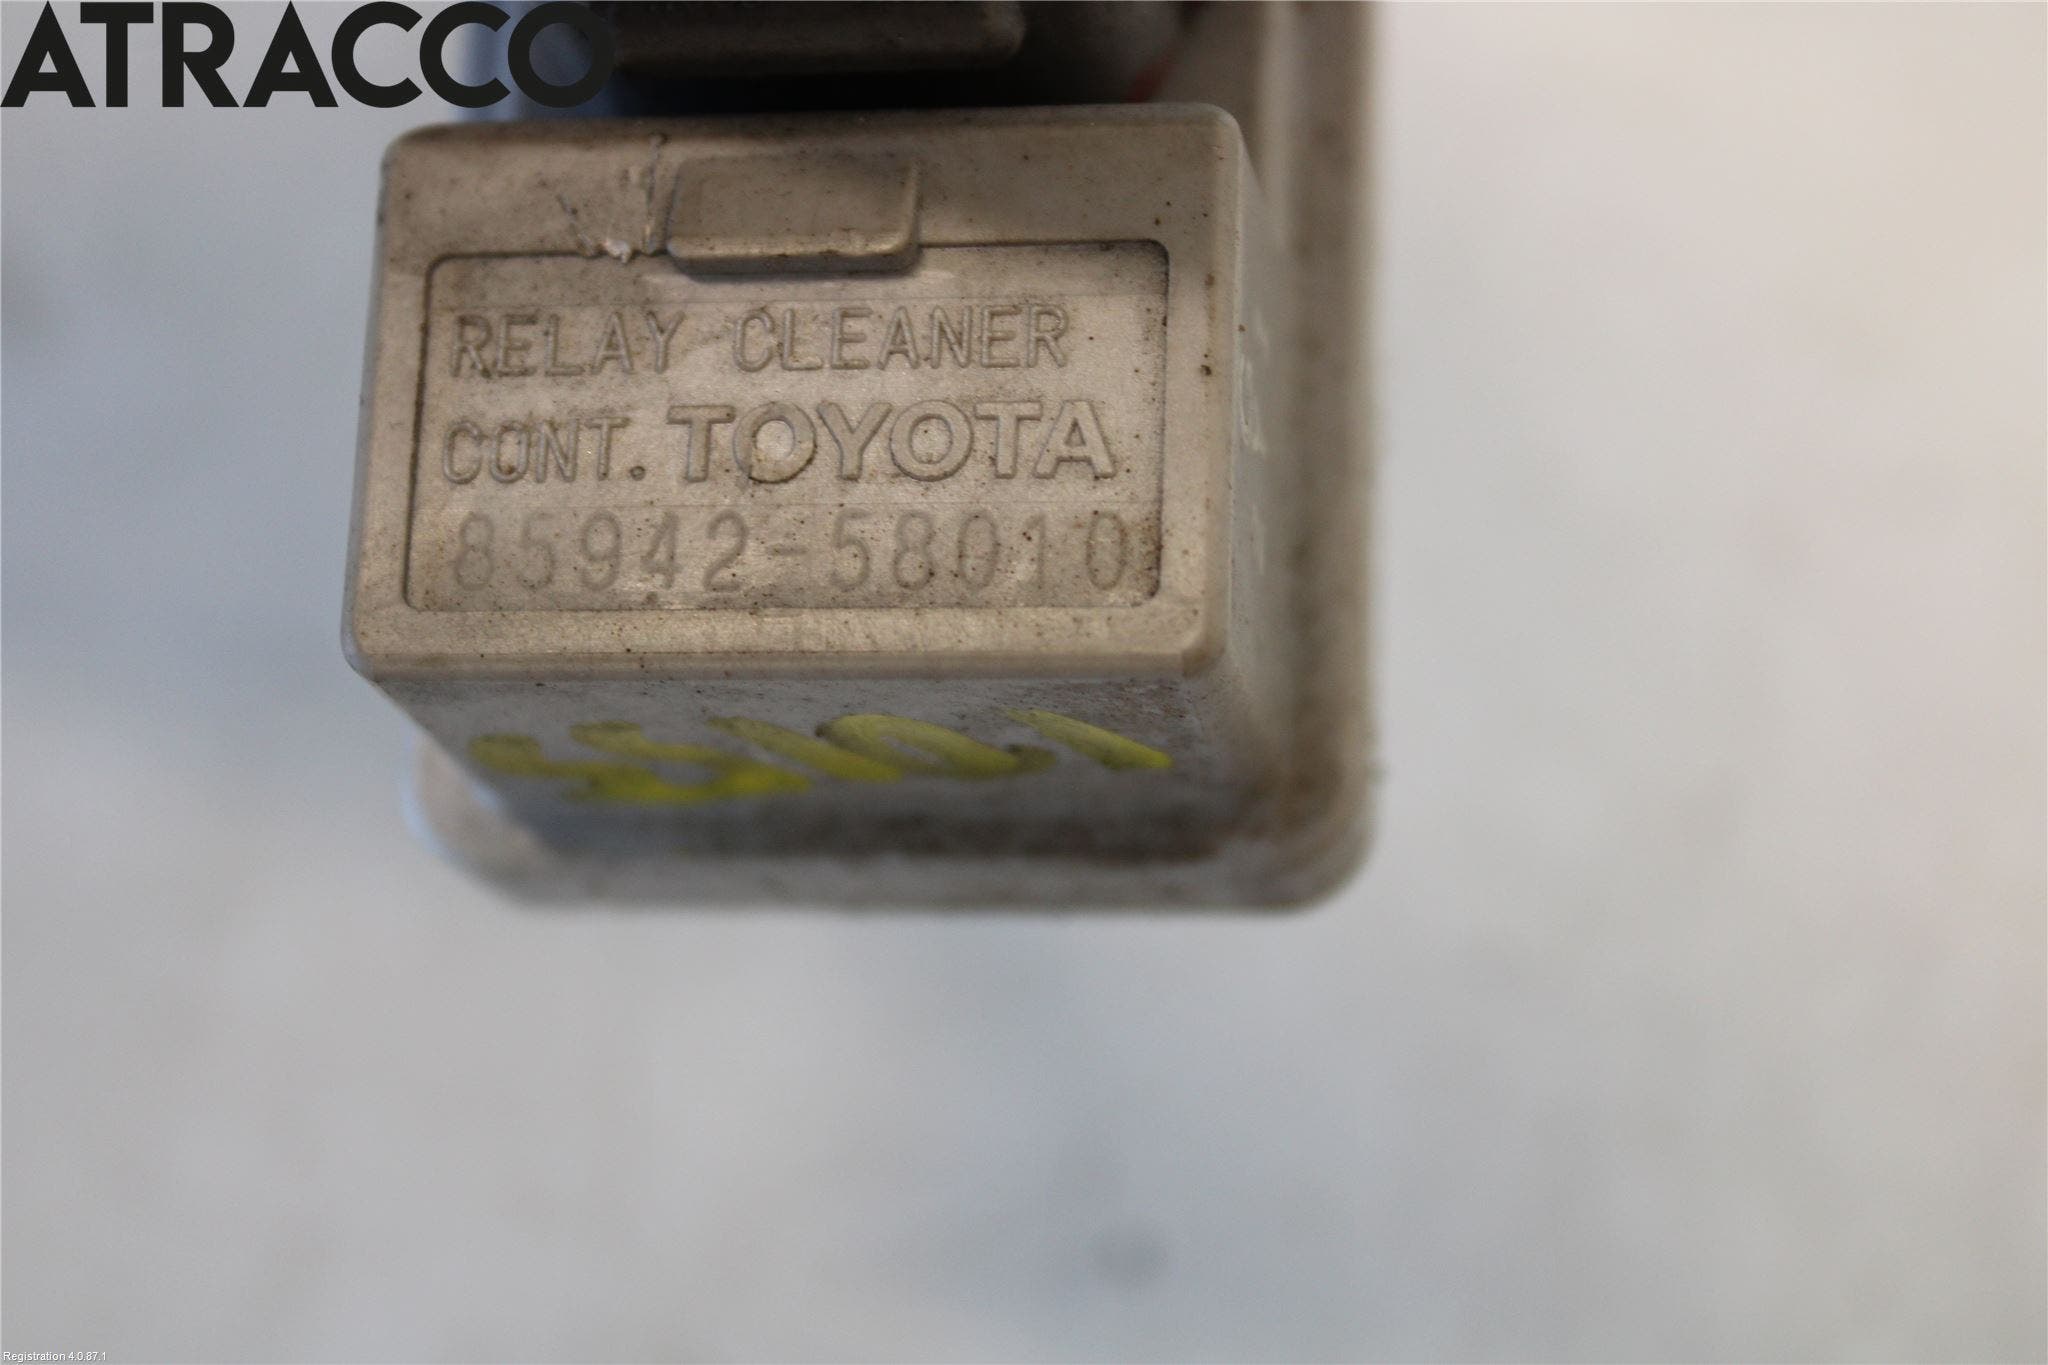 ATRACCO
RELAY CLEANER
CONT. TOYOTA
85942-58010
Registration 4.0.87.1